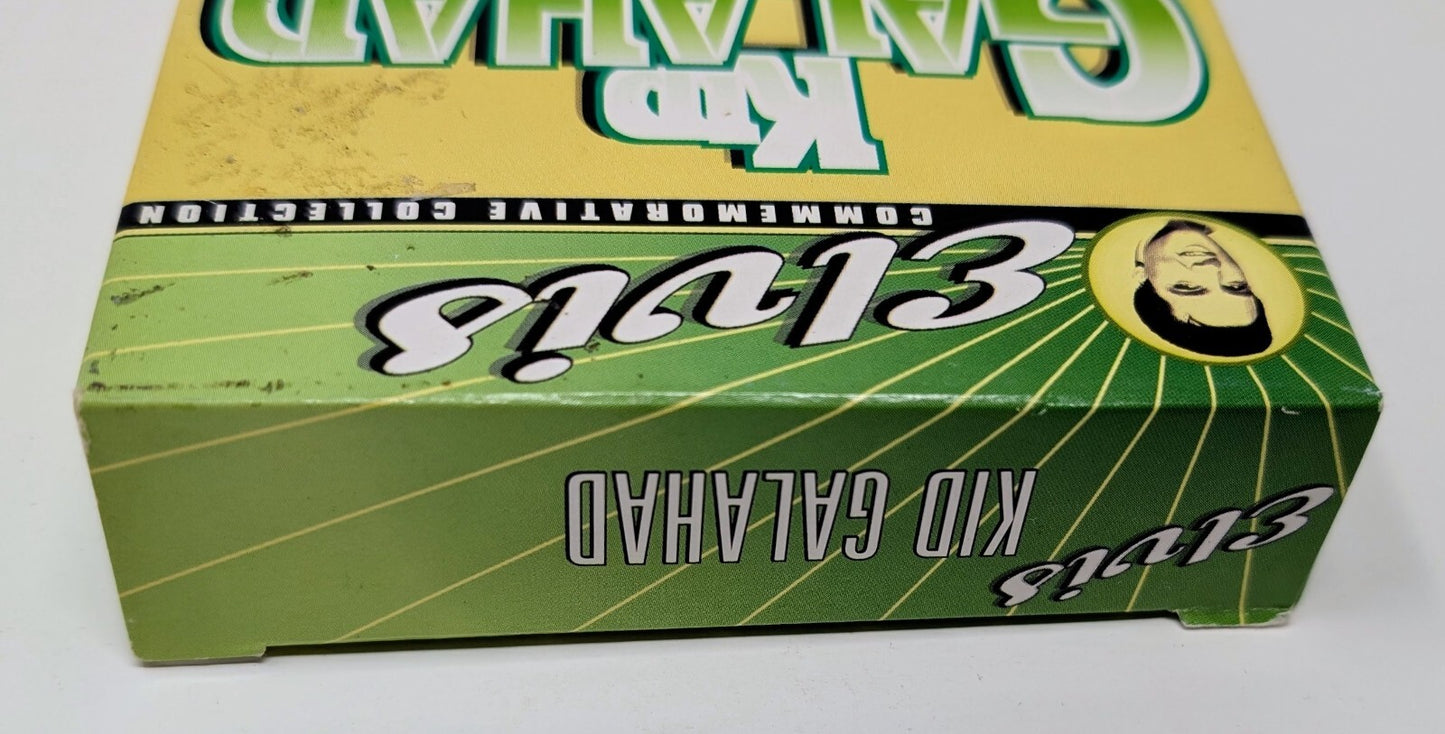 Elvis
COMMEMORATIVE COLLECTION
KID
GALAHAD
Elvis
KID GALAHAD